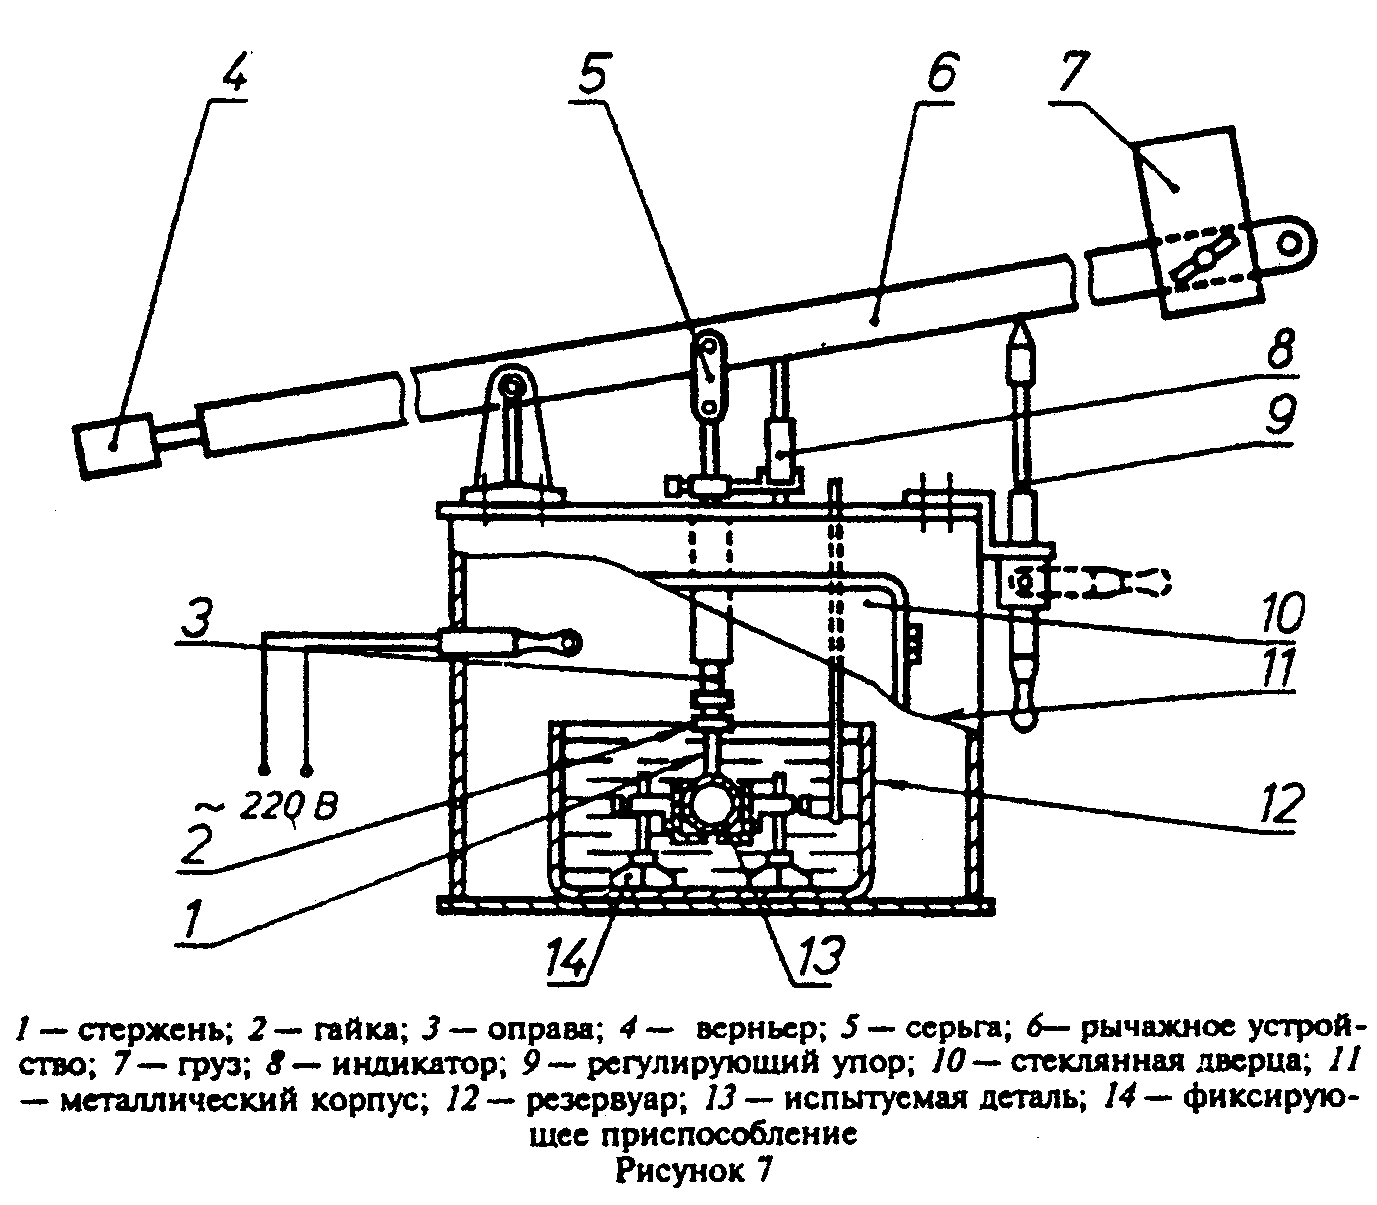 4 5 6 7
8
9
3 10
11
~ 220 В
2 12
1
14 13
1 — стержень; 2 — гайка; 3 — оправа; 4 — верньер; 5 — серьга; 6 — рычажное устрой-
ство; 7 — груз; 8 — индикатор; 9 — регулирующий упор; 10 — стеклянная дверца; 11
— металлический корпус; 12 — резервуар; 13 — испытуемая деталь; 14 — фиксирую-
щее приспособление
Рисунок 7